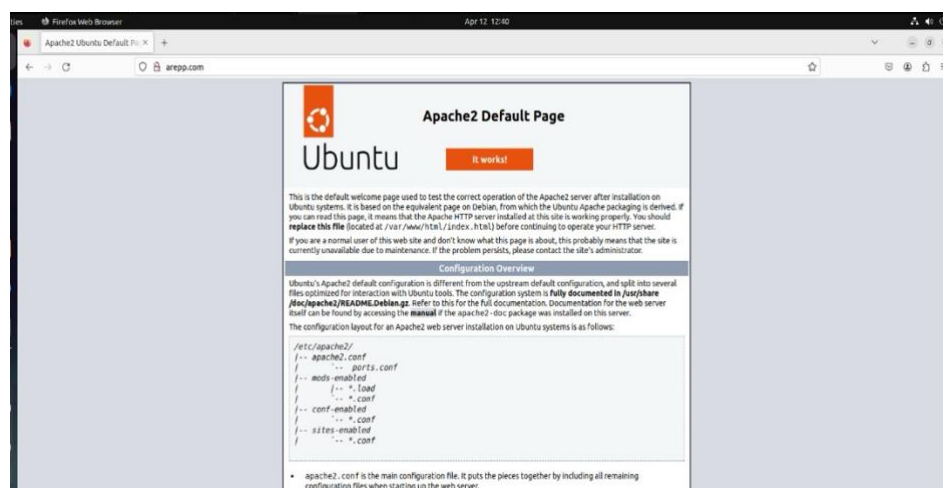 ties Firefox Web Browser Apr 12 12:40
Apache2 Ubuntu Default Pa
arepp.com
Apache2 Default Page
Ubuntu
It works!
This is the default welcome page used to test the correct operation of the Apache2 server after installation on
Ubuntu systems. It is based on the equivalent page on Debian, from which the Ubuntu Apache packaging is derived. If
you can read this page, it means that the Apache HTTP server installed at this site is working properly. You should
replace this file (located at /var/www/html/index.html) before continuing to operate your HTTP server.
If you are a normal user of this web site and don't know what this page is about, this probably means that the site is
currently unavailable due to maintenance. If the problem persists, please contact the site's administrator.
Configuration Overview
Ubuntu's Apache2 default configuration is different from the upstream default configuration, and split into several
files optimized for interaction with Ubuntu tools. The configuration system is fully documented in /usr/share
/doc/apache2/README.Debian.gz. Refer to this for the full documentation. Documentation for the web server
itself can be found by accessing the manual if the apache2-doc package was installed on this server.
The configuration layout for an Apache2 web server installation on Ubuntu systems is as follows:
/etc/apache2/
|-- apache2.conf
|       `--  ports.conf
|-- mods-enabled
|       |-- *.load
|       `-- *.conf
|-- conf-enabled
|       `-- *.conf
|-- sites-enabled
|       `-- *.conf
• apache2.conf is the main configuration file. It puts the pieces together by including all remaining
configuration files when starting up the web server.